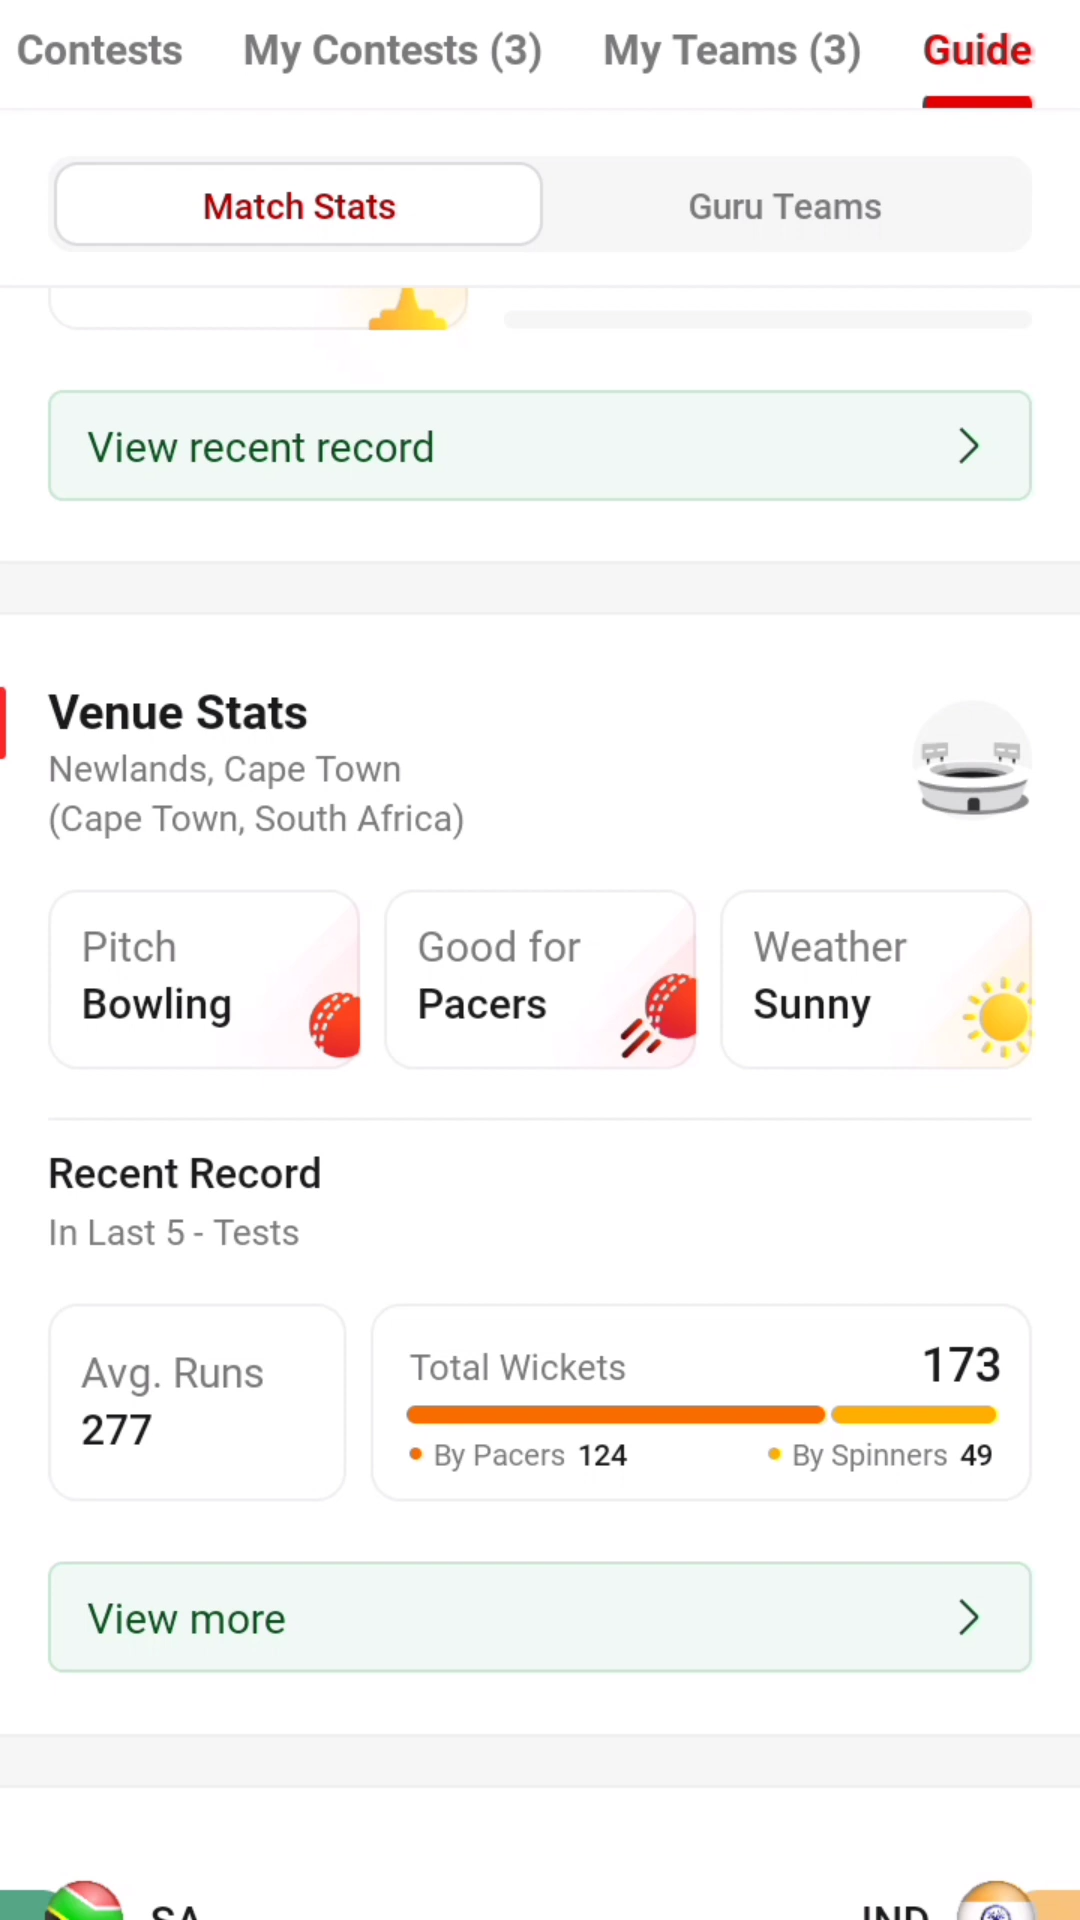 Contests My Contests (3) My Teams (3) Guide
Match Stats Guru Teams
View recent record
Venue Stats
Newlands, Cape Town
(Cape Town, South Africa)
Pitch Good for Weather
Bowling Pacers Sunny
Recent Record
In Last 5 - Tests
Avg. Runs
277
Total Wickets 173
By Pacers 124 By Spinners 49
View more
SA IND